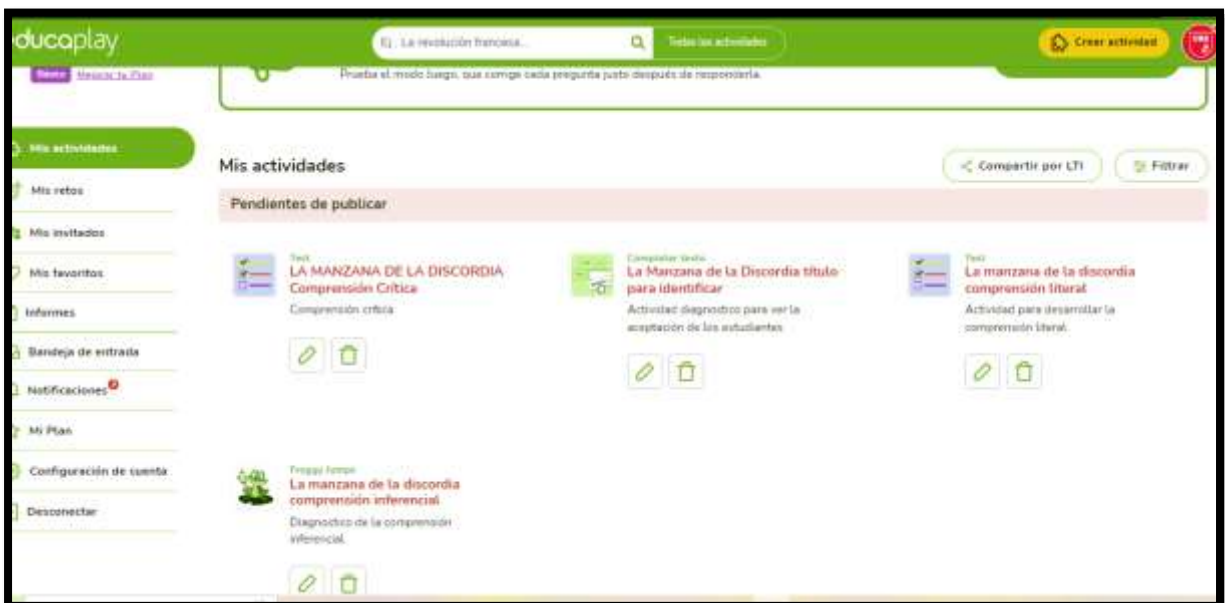 educaplay
Ej.: La revolución francesa...
Todas las actividades
Crear actividad
Mejorar tu Plan
Prueba el modo juego, que corrige cada pregunta justo después de responderla.
Mis actividades
Mis retos
Mis invitados
Mis favoritos
Informes
Bandeja de entrada
Notificaciones
Mi Plan
Configuración de cuenta
Desconectar
Mis actividades
Compartir por LTI
Filtrar
Pendientes de publicar
Test
LA MANZANA DE LA DISCORDIA
Comprensión Crítica
Comprensión crítica
Completar texto
La Manzana de la Discordia título
para identificar
Actividad diagnostico para ver la
aceptación de los estudiantes
Test
La manzana de la discordia
comprensión literal
Actividad para desarrollar la
comprensión literal
Froggy Jumps
La manzana de la discordia
comprensión inferencial
Diagnostico de la comprensión
inferencial